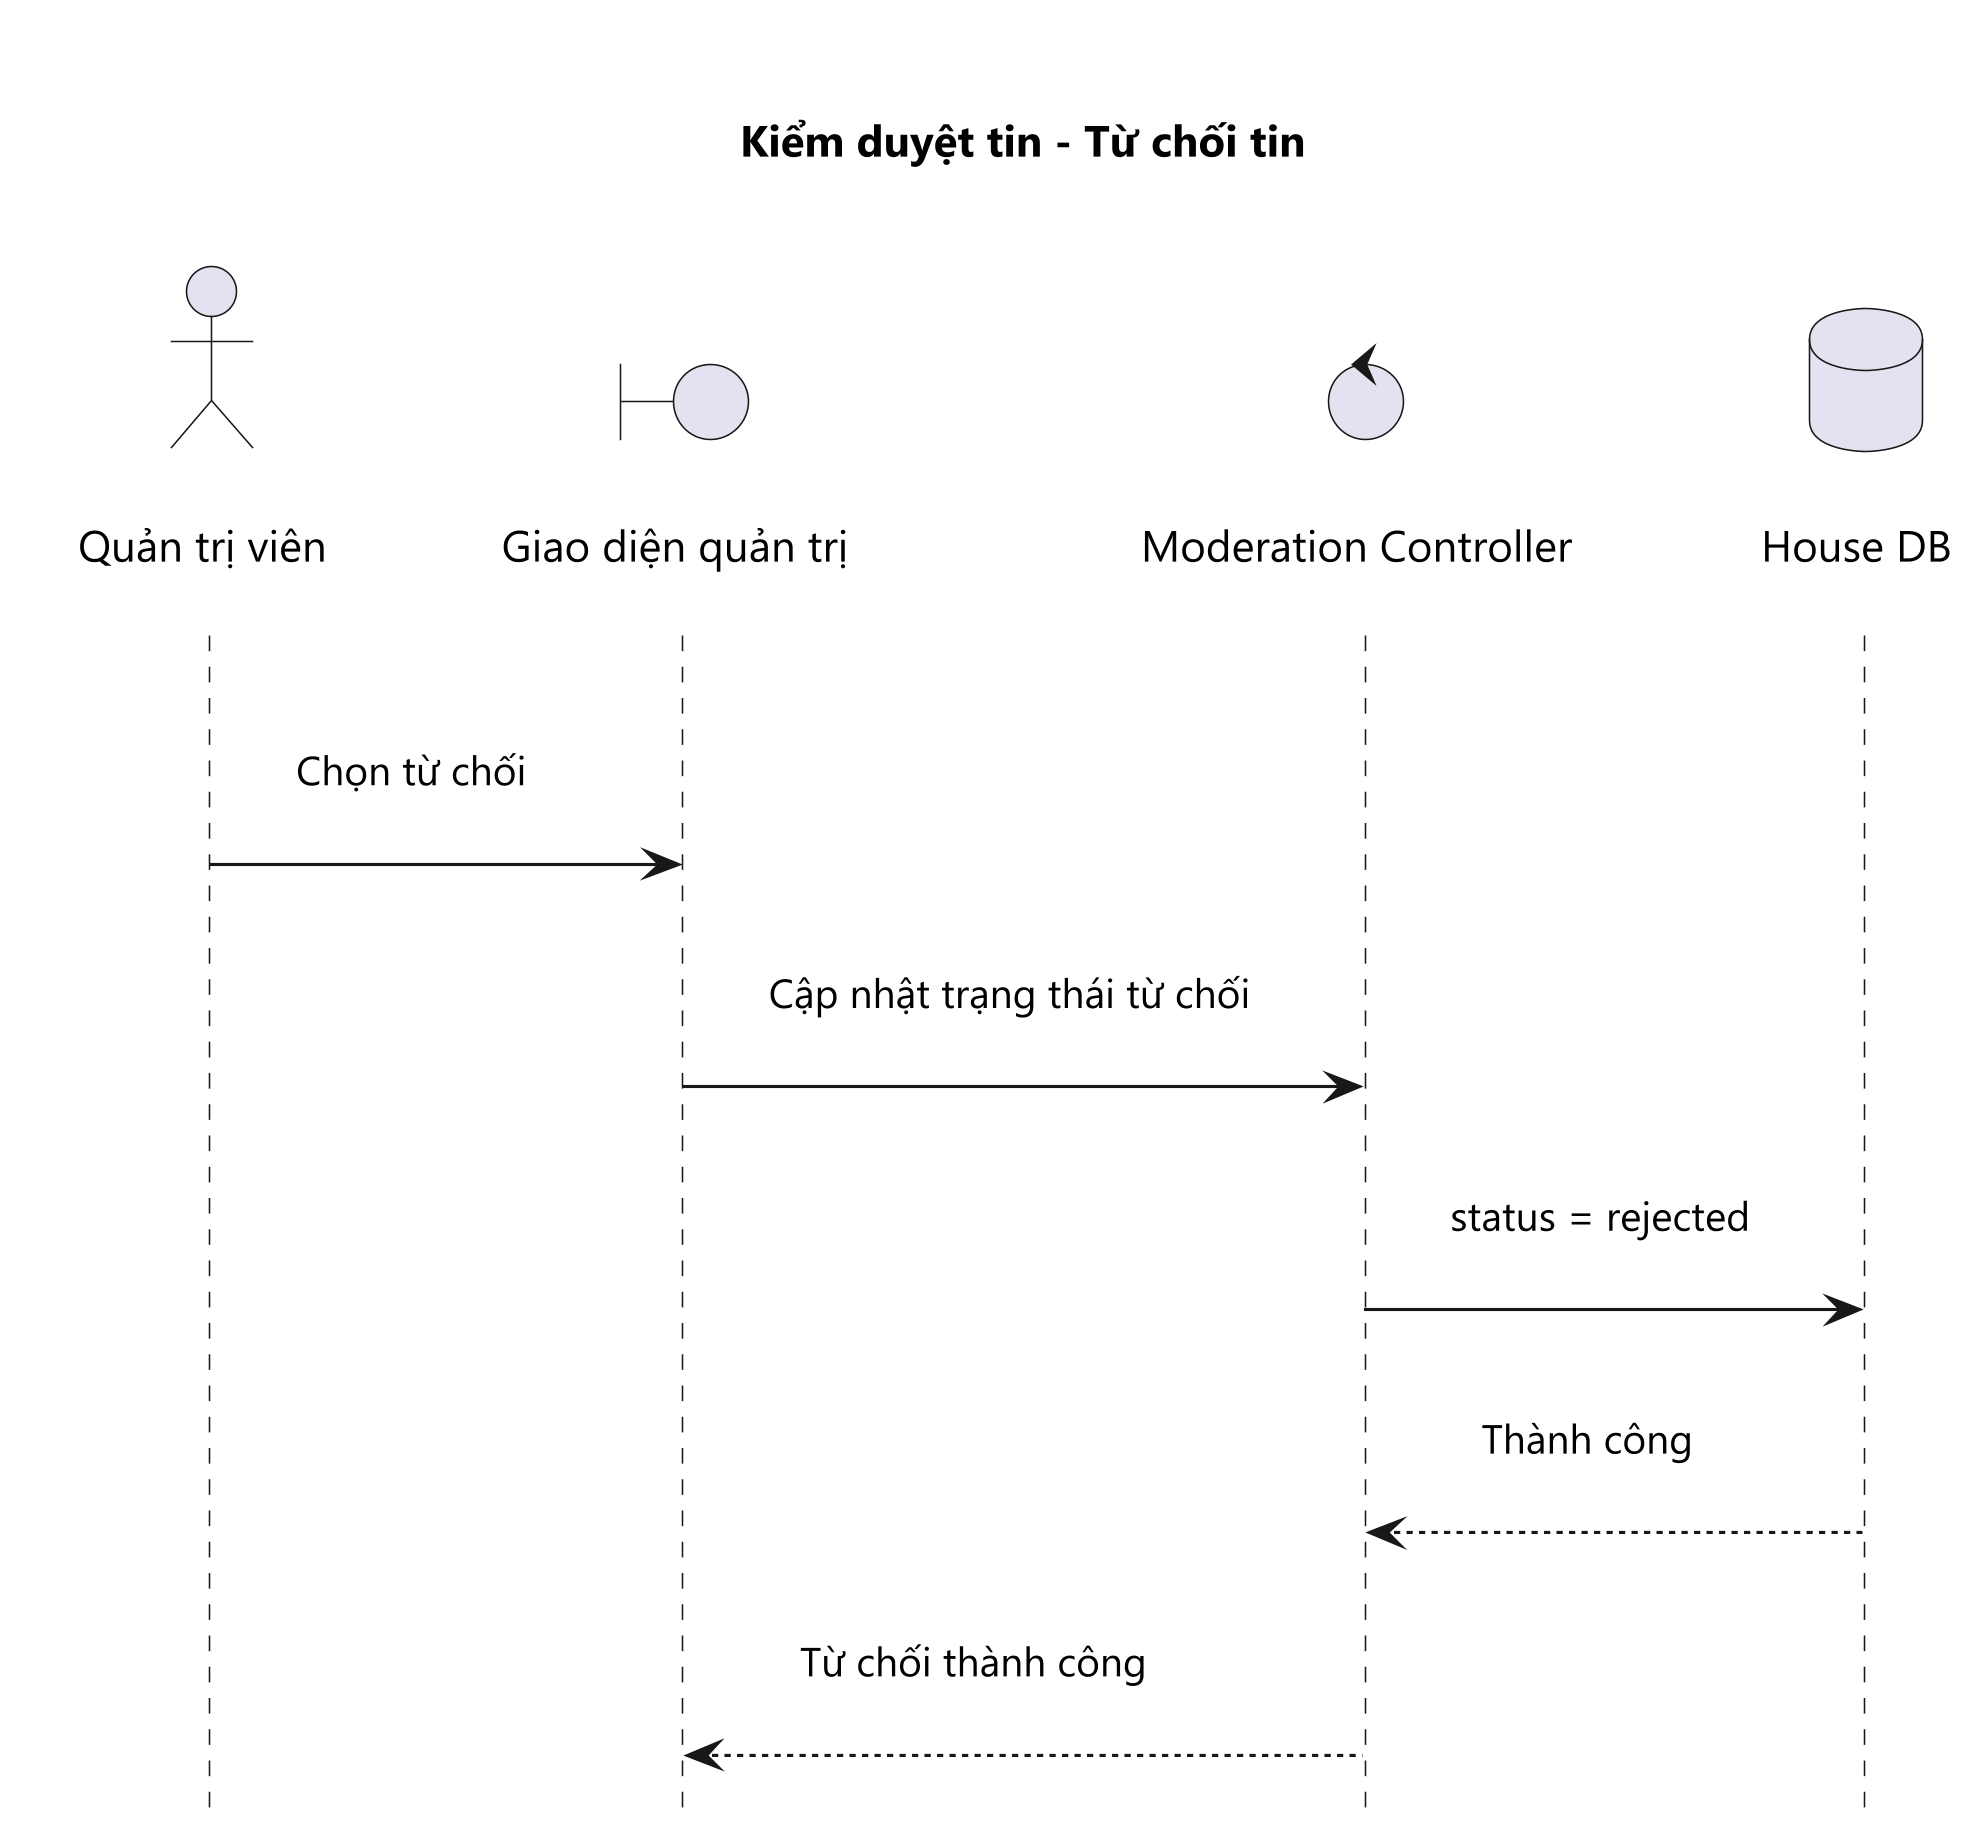 Kiểm duyệt tin - Từ chối tin
Quản trị viên
Giao diện quản trị
Moderation Controller
House DB
Chọn từ chối
Cập nhật trạng thái từ chối
status = rejected
Thành công
Từ chối thành công